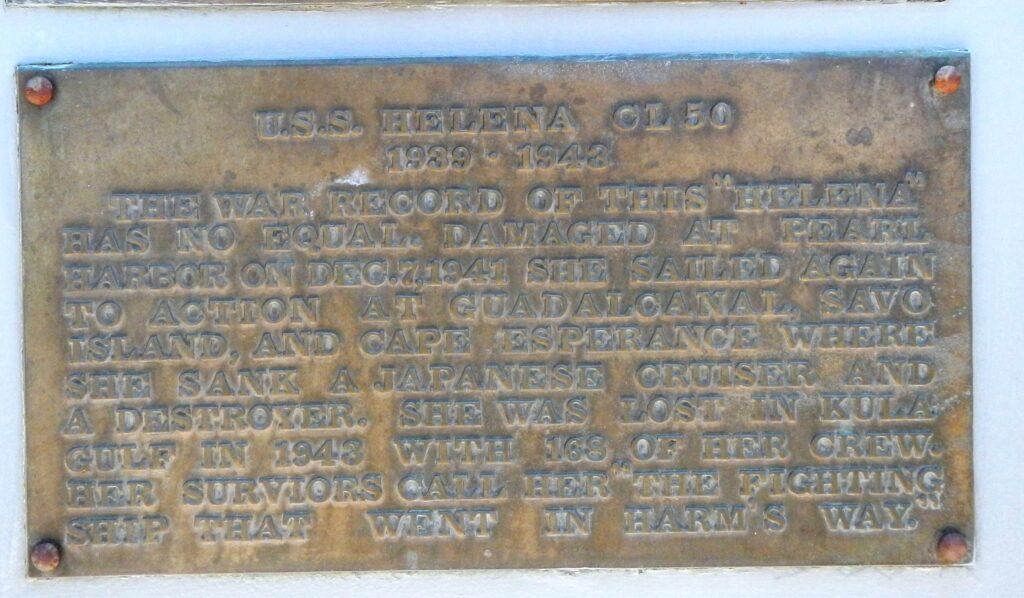 U.S.S. HELENA CL 50
1939 - 1943
THE WAR RECORD OF THIS "HELENA"
HAS NO EQUAL. DAMAGED AT PEARL
HARBOR ON DEC. 7, 1941 SHE SAILED AGAIN
TO ACTION AT GUADALCANAL, SAVO
ISLAND, AND CAPE ESPERANCE WHERE
SHE SANK A JAPANESE CRUISER AND
A DESTROYER. SHE WAS LOST IN KULA
GULF IN 1943 WITH 168 OF HER CREW.
HER SURVIORS CALL HER "THE FIGHTING
SHIP THAT WENT IN HARM'S WAY."